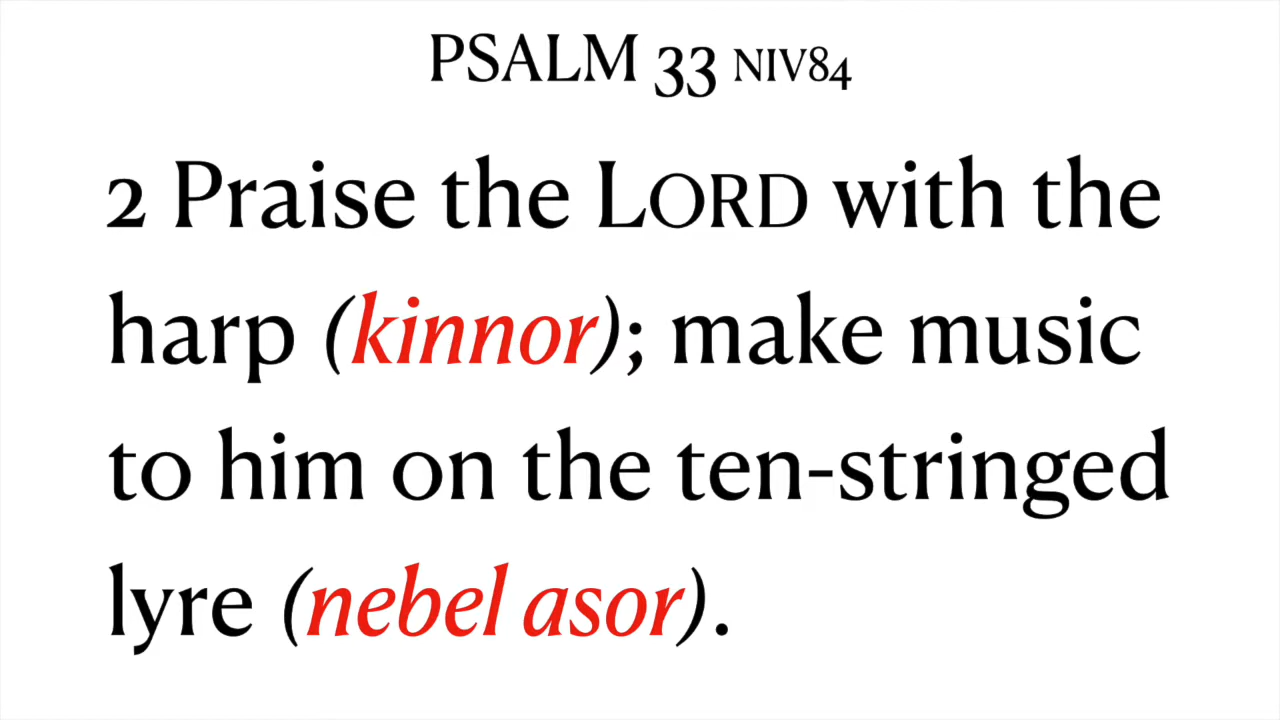 PSALM 33 NIV84
2 Praise the LORD with the
harp (kinnor); make music
to him on the ten-stringed
lyre (nebel asor).